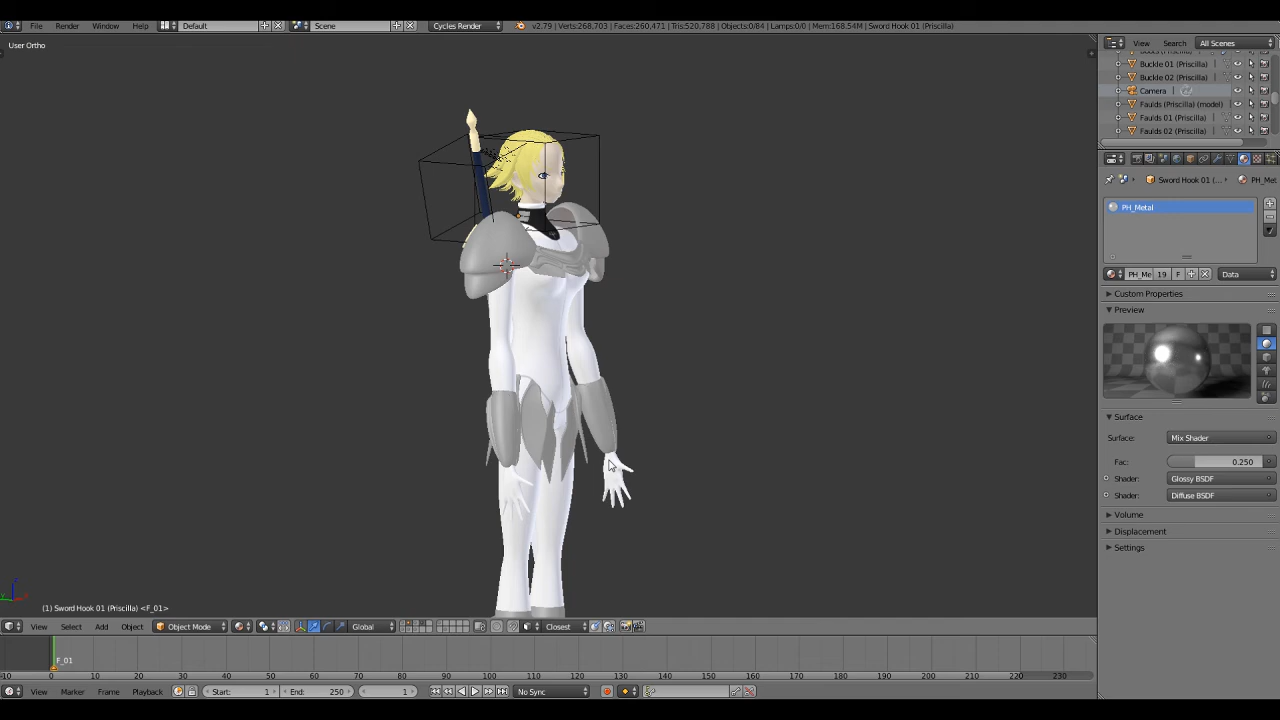 File Render Window Help Default Scene Cycles Render v2.79 | Verts:268,703 | Faces:260,471 | Tris:520,788 | Objects:0/84 | Lamps:0/0 | Mem:168.54M | Sword Hook 01 (Priscilla)
User Ortho
View Search All Scenes
Buckle 01 (Priscilla)
Buckle 02 (Priscilla)
Camera
Faulds (Priscilla) (model)
Faulds 01 (Priscilla)
Faulds 02 (Priscilla)
Sword Hook 01 (... PH_Met
PH_Metal
PH_Me 19 F Data
Custom Properties
Preview
Surface
Surface: Mix Shader
Fac: 0.250
Shader: Glossy BSDF
Shader: Diffuse BSDF
Volume
Displacement
Settings
(1) Sword Hook 01 (Priscilla) <F_01>
View Select Add Object Object Mode Global Closest
F_01
-10 0 10 20 30 40 50 60 70 80 90 100 110 120 130 140 150 160 170 180 190 200 210 220 230
View Marker Frame Playback Start: 1 End: 250 1 No Sync